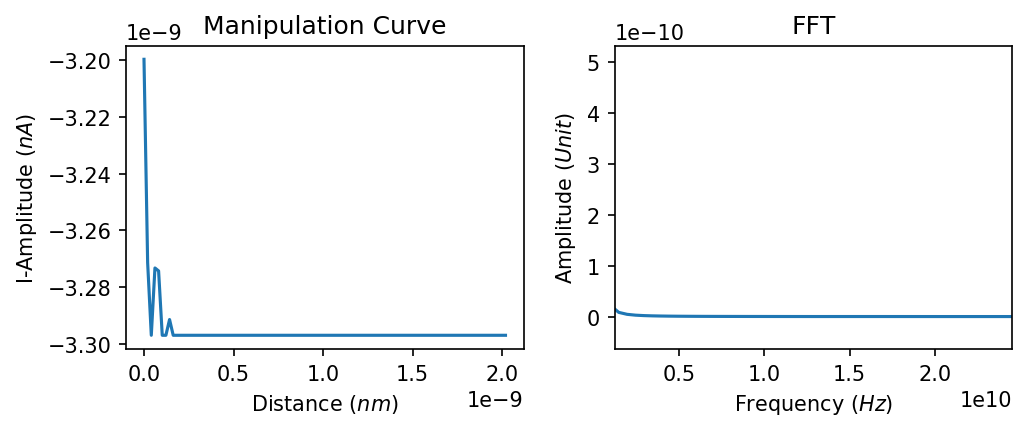 Manipulation Curve
1e−9
−3.20
−3.22
−3.24
−3.26
−3.28
−3.30
I-Amplitude (nA)
0.0 0.5 1.0 1.5 2.0
Distance (nm)
1e−9
FFT
1e−10
5
4
3
2
1
0
Amplitude (Unit)
0.5 1.0 1.5 2.0
Frequency (Hz)
1e10